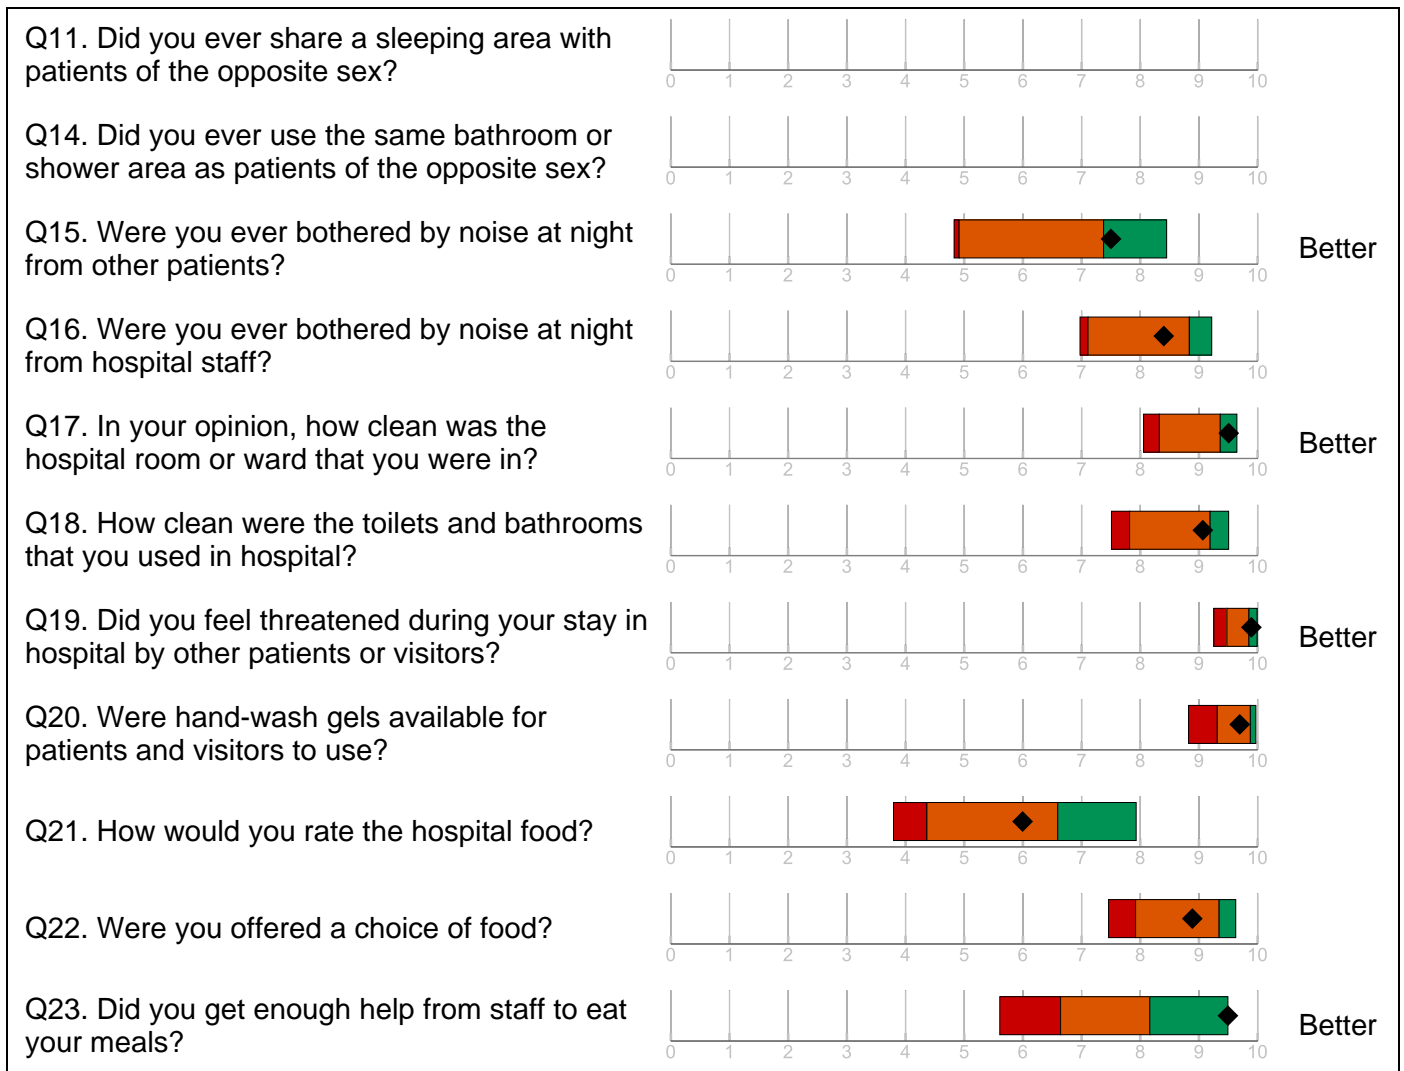 Q11. Did you ever share a sleeping area with
patients of the opposite sex?
0 1 2 3 4 5 6 7 8 9 10
Q14. Did you ever use the same bathroom or
shower area as patients of the opposite sex?
0 1 2 3 4 5 6 7 8 9 10
Q15. Were you ever bothered by noise at night
from other patients?
Better
0 1 2 3 4 5 6 7 8 9 10
Q16. Were you ever bothered by noise at night
from hospital staff?
0 1 2 3 4 5 6 7 8 9 10
Q17. In your opinion, how clean was the
hospital room or ward that you were in?
Better
0 1 2 3 4 5 6 7 8 9 10
Q18. How clean were the toilets and bathrooms
that you used in hospital?
0 1 2 3 4 5 6 7 8 9 10
Q19. Did you feel threatened during your stay in
hospital by other patients or visitors?
Better
0 1 2 3 4 5 6 7 8 9 10
Q20. Were hand-wash gels available for
patients and visitors to use?
0 1 2 3 4 5 6 7 8 9 10
Q21. How would you rate the hospital food?
0 1 2 3 4 5 6 7 8 9 10
Q22. Were you offered a choice of food?
0 1 2 3 4 5 6 7 8 9 10
Q23. Did you get enough help from staff to eat
your meals?
Better
0 1 2 3 4 5 6 7 8 9 10